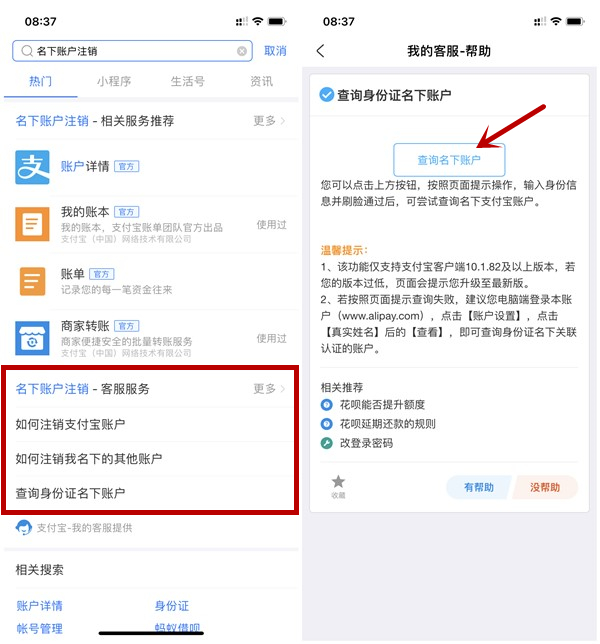 08:37
名下账户注销
取消
热门
小程序
生活号
资讯
名下账户注销 - 相关服务推荐
更多
支
账户详情 官方
我的账本 官方
我的账本，支付宝账单团队官方出品
支付宝（中国）网络技术有限公司
使用过
账单 官方
记录您的每一笔资金往来
商家转账 官方
商家便捷安全的批量转账服务
支付宝（中国）网络技术有限公司
使用过
名下账户注销 - 客服服务
更多
如何注销支付宝账户
如何注销我名下的其他账户
查询身份证名下账户
支付宝-我的客服提供
相关搜索
账户详情
身份证
帐号管理
蚂蚁借呗
08:37
我的客服-帮助
查询身份证名下账户
查询名下账户
您可以点击上方按钮，按照页面提示操作，输入身份信
息并刷脸通过后，可尝试查询名下支付宝账户。
温馨提示：
1、该功能仅支持支付宝客户端10.1.82及以上版本，若
您的版本过低，页面会提示您升级至最新版。
2、若按照页面提示查询失败，建议您电脑端登录本账
户（www.alipay.com），点击【账户设置】，点击
【真实姓名】后的【查看】，即可查询身份证名下关联
认证的账户。
相关推荐
花呗能否提升额度
花呗延期还款的规则
改登录密码
收藏
有帮助
没帮助